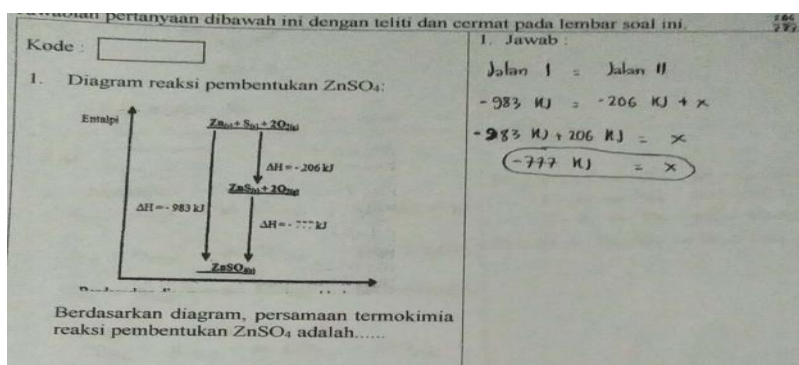 pertanyaan dibawah ini dengan teliti dan cermat pada lembar soal ini.
Kode :
1. Diagram reaksi pembentukan ZnSO₄:
Entalpi
Zn(s) + S(s) + 2O₂(g)
ΔH = - 206 kJ
ZnS(s) + 2O₂(g)
ΔH = - 983 kJ
ΔH = - ??? kJ
ZnSO₄(s)
Berdasarkan diagram, persamaan termokimia
reaksi pembentukan ZnSO₄ adalah......
1. Jawab :
Jalan I = Jalan II
-983 KJ = -206 KJ + x
-983 KJ + 206 KJ = x
-777 KJ = x